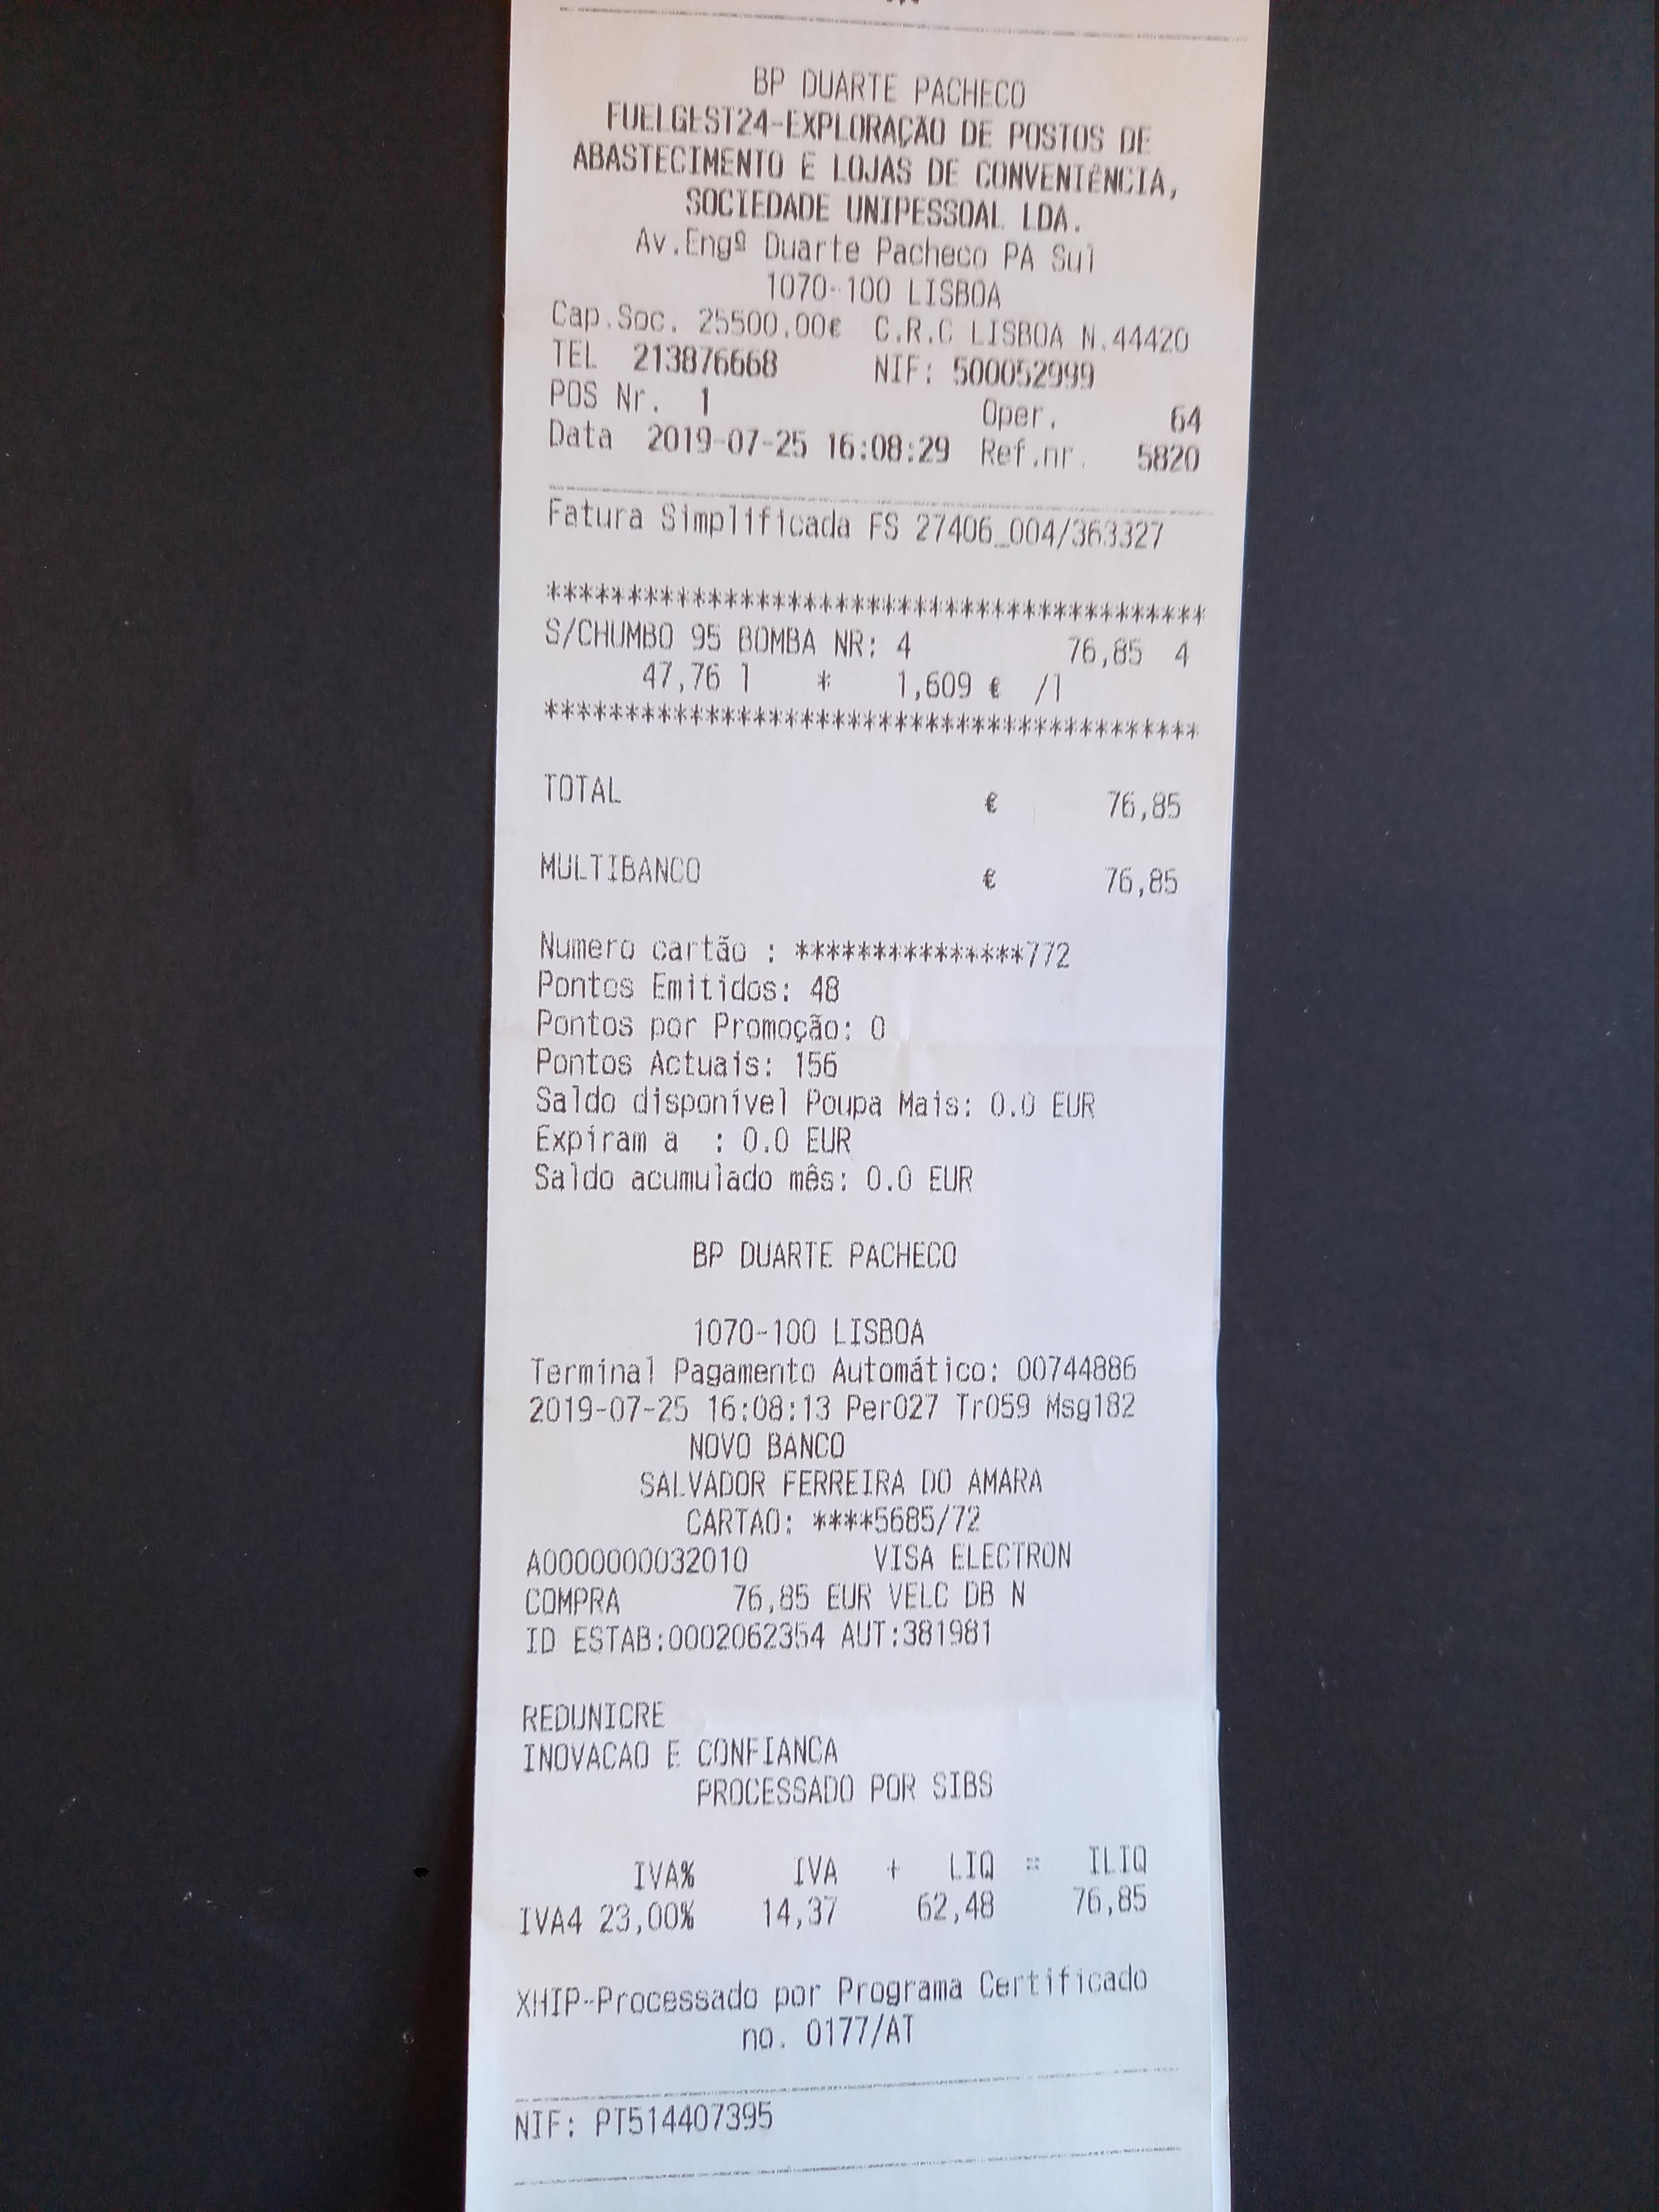 BP DUARTE PACHECO
FUELGEST24-EXPLORAÇÃO DE POSTOS DE
ABASTECIMENTO E LOJAS DE CONVENIÊNCIA,
SOCIEDADE UNIPESSOAL LDA.
Av.Engº Duarte Pacheco PA Sul
1070-100 LISBOA
Cap.Soc. 25500.00€ C.R.C LISBOA N.44420
TEL 213876668 NIF: 500052999
POS Nr. 1 Oper. 64
Data 2019-07-25 16:08:29 Ref.nr. 5820
Fatura Simplificada FS 27406_004/363327
*****************************************
S/CHUMBO 95 BOMBA NR: 4 76,85 4
47,76 l * 1,609 € /l
*****************************************
TOTAL € 76,85
MULTIBANCO € 76,85
Numero cartão : ***************772
Pontos Emitidos: 48
Pontos por Promoção: 0
Pontos Actuais: 156
Saldo disponível Poupa Mais: 0.0 EUR
Expiram a : 0.0 EUR
Saldo acumulado mês: 0.0 EUR
BP DUARTE PACHECO
1070-100 LISBOA
Terminal Pagamento Automático: 00744886
2019-07-25 16:08:13 Per027 Tr059 Msg182
NOVO BANCO
SALVADOR FERREIRA DO AMARA
CARTAO: ****5685/72
A0000000032010 VISA ELECTRON
COMPRA 76,85 EUR VELC DB N
ID ESTAB:0002062354 AUT:381981
REDUNICRE
INOVACAO E CONFIANCA
PROCESSADO POR SIBS
IVA% IVA + LIQ = ILIQ
IVA4 23,00% 14,37 62,48 76,85
XHIP-Processado por Programa Certificado
no. 0177/AT
NIF: PT514407395